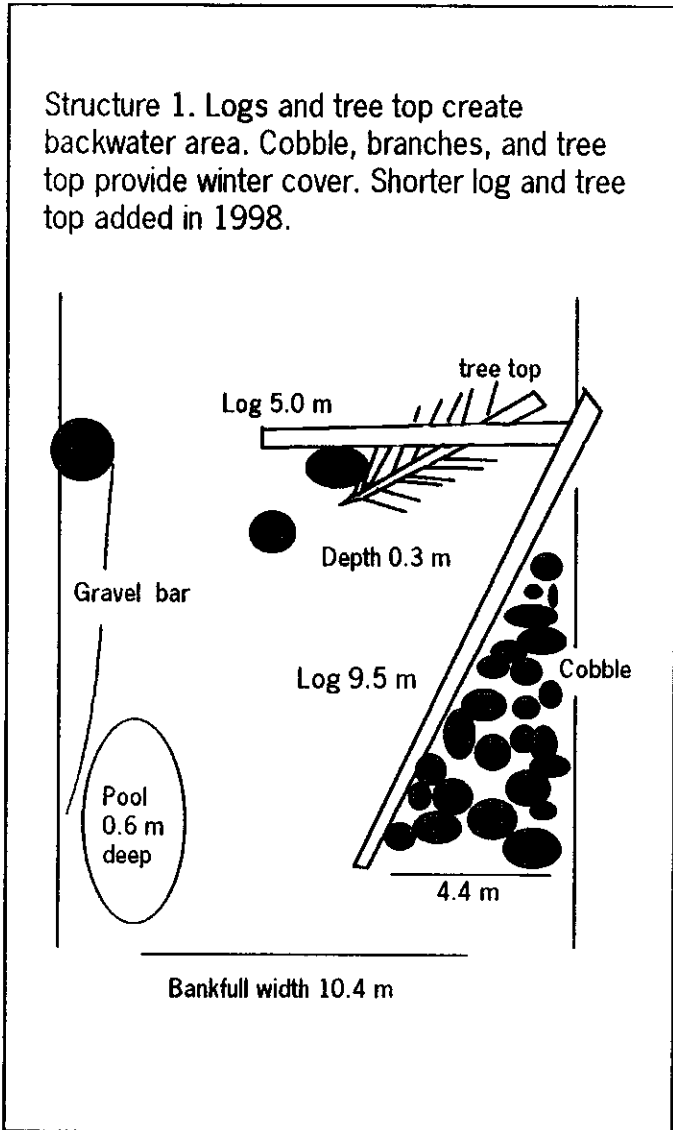 Structure 1. Logs and tree top create
backwater area. Cobble, branches, and tree
top provide winter cover. Shorter log and tree
top added in 1998.
tree top
Log 5.0 m
Depth 0.3 m
Gravel bar
Cobble
Log 9.5 m
Pool
0.6 m
deep
4.4 m
Bankfull width 10.4 m